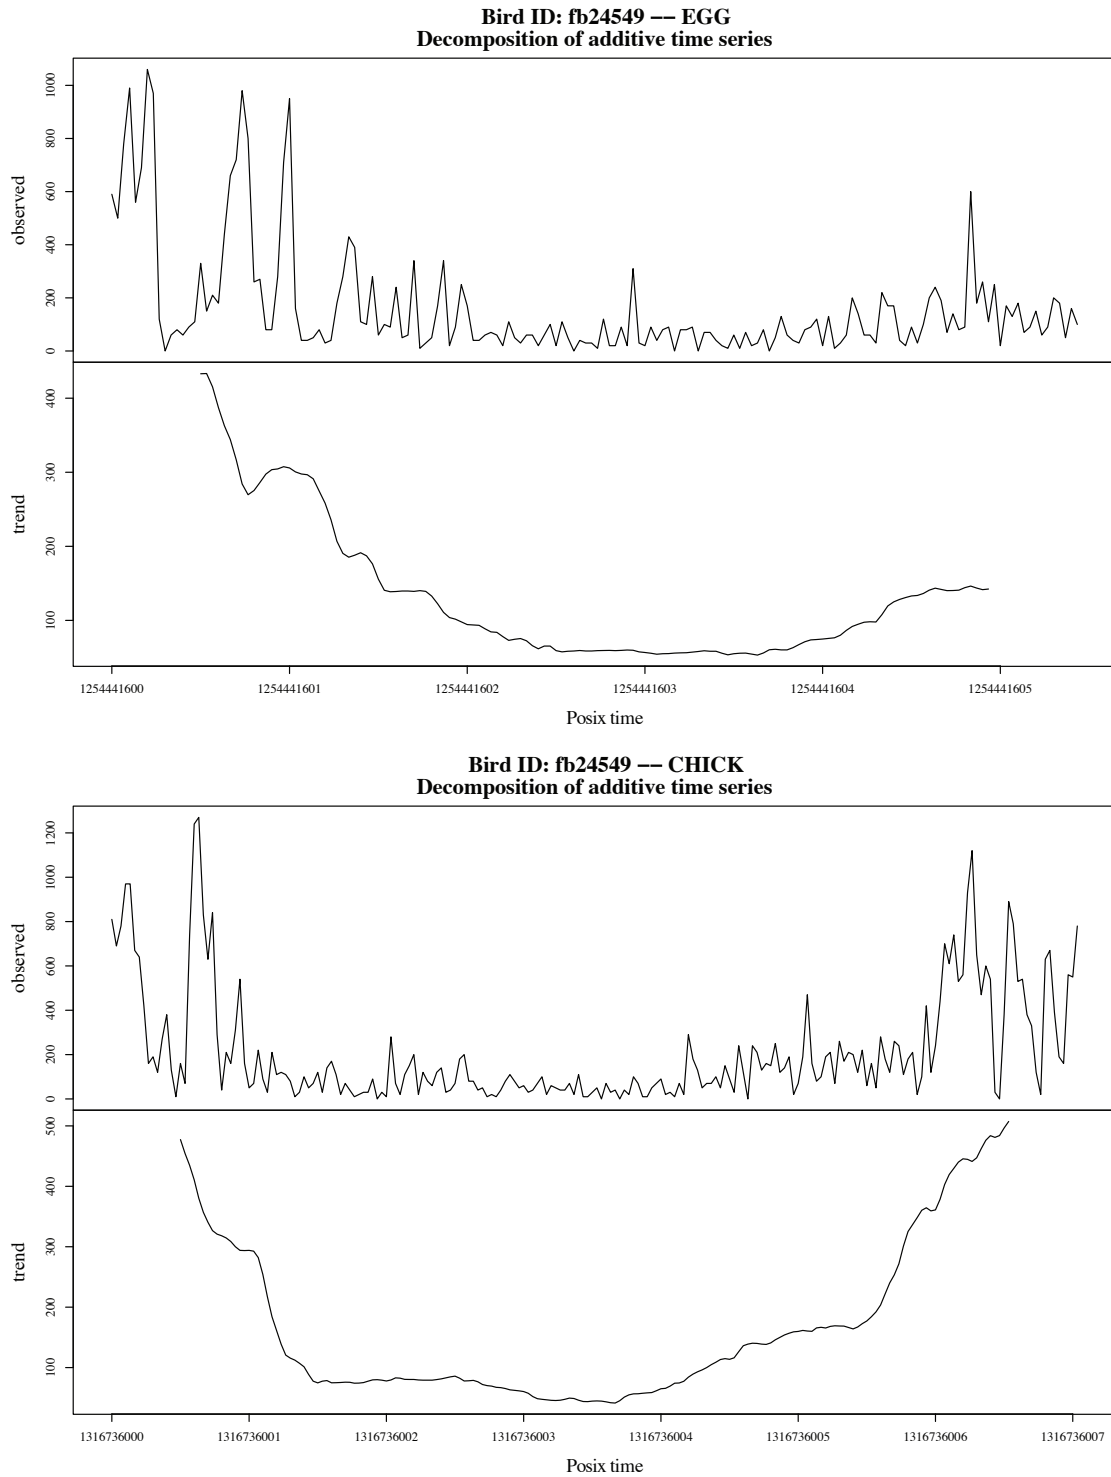 Bird ID: fb24549 −− EGG
Decomposition of additive time series
observed
0 200 400 600 800 1000
trend
100 200 300 400
1254441600 1254441601 1254441602 1254441603 1254441604 1254441605
Posix time
Bird ID: fb24549 −− CHICK
Decomposition of additive time series
observed
0 200 400 600 800 1000 1200
trend
100 200 300 400 500
1316736000 1316736001 1316736002 1316736003 1316736004 1316736005 1316736006 1316736007
Posix time